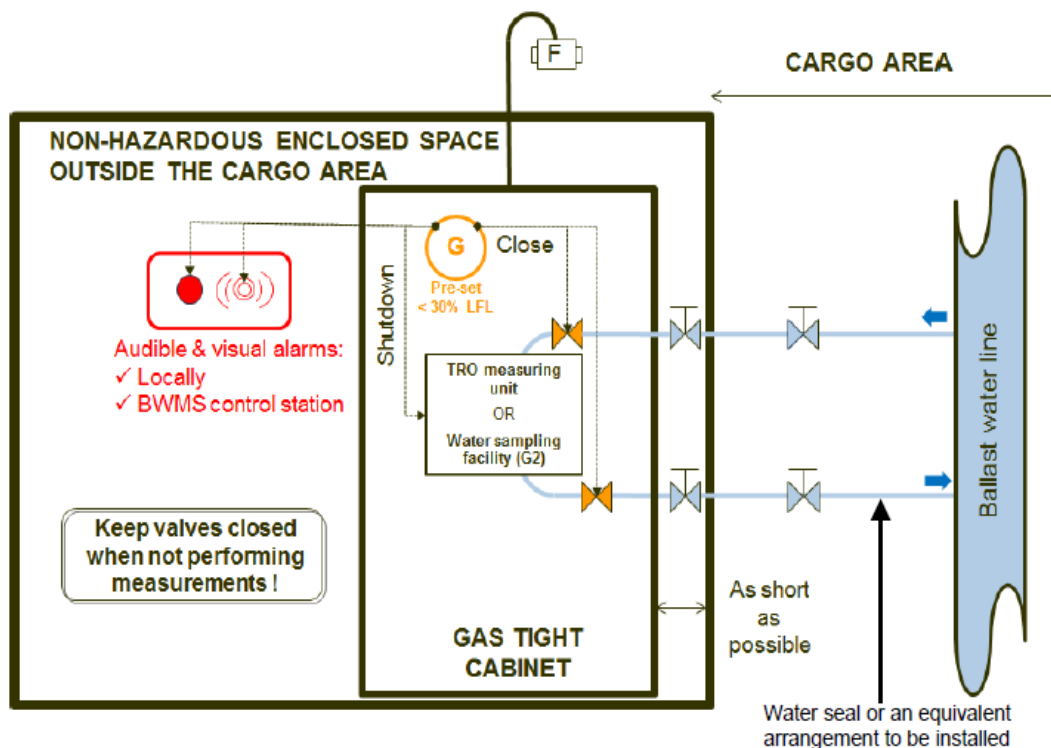 F
CARGO AREA
NON-HAZARDOUS ENCLOSED SPACE
OUTSIDE THE CARGO AREA
G
Close
Pre-set
< 30% LFL
Shutdown
Audible & visual alarms:
✓ Locally
✓ BWMS control station
TRO measuring
unit
OR
Water sampling
facility (G2)
Ballast water line
Keep valves closed
when not performing
measurements !
GAS TIGHT
CABINET
As short
as
possible
Water seal or an equivalent
arrangement to be installed